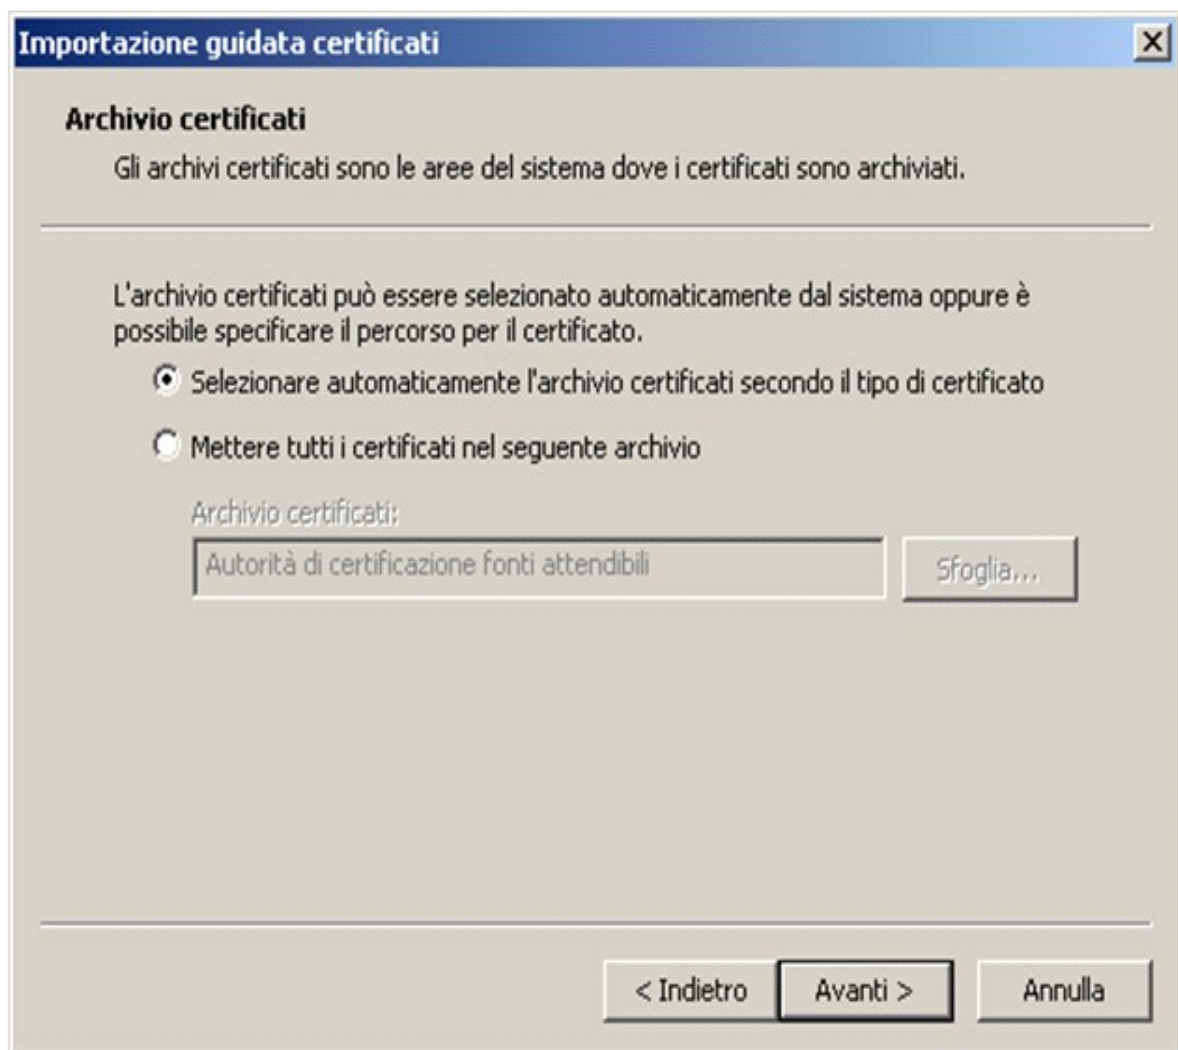 Importazione guidata certificati
Archivio certificati
Gli archivi certificati sono le aree del sistema dove i certificati sono archiviati.
L'archivio certificati può essere selezionato automaticamente dal sistema oppure è
possibile specificare il percorso per il certificato.
Selezionare automaticamente l'archivio certificati secondo il tipo di certificato
Mettere tutti i certificati nel seguente archivio
Archivio certificati:
Autorità di certificazione fonti attendibili
Sfoglia...
< Indietro
Avanti >
Annulla